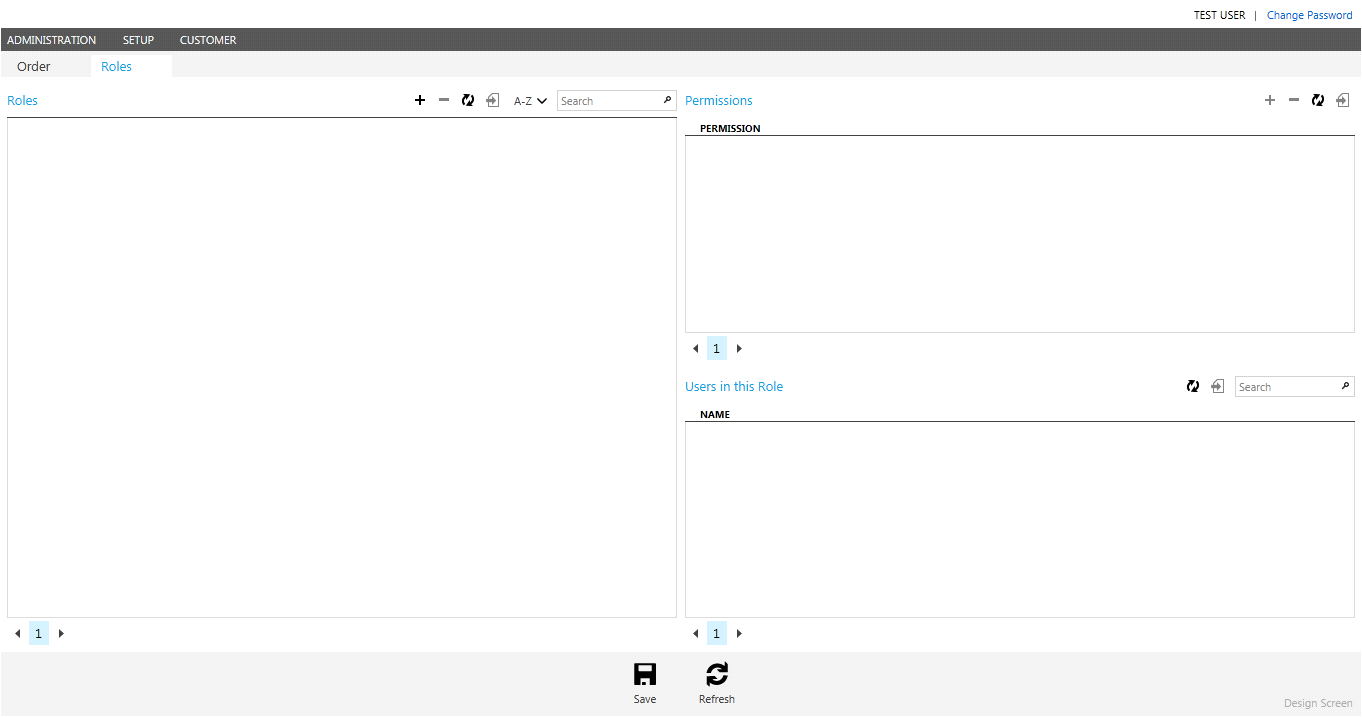 TEST USER | Change Password
ADMINISTRATION SETUP CUSTOMER
Order Roles
Roles A-Z Search
Permissions
PERMISSION
1
Users in this Role Search
NAME
1
1
Save Refresh
Design Screen